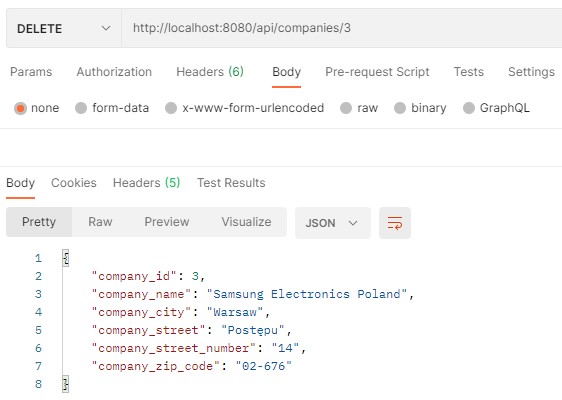 DELETE http://localhost:8080/api/companies/3
Params Authorization Headers (6) Body Pre-request Script Tests Settings
none form-data x-www-form-urlencoded raw binary GraphQL
Body Cookies Headers (5) Test Results
Pretty Raw Preview Visualize JSON
1 {
2 "company_id": 3,
3 "company_name": "Samsung Electronics Poland",
4 "company_city": "Warsaw",
5 "company_street": "Postępu",
6 "company_street_number": "14",
7 "company_zip_code": "02-676"
8 }